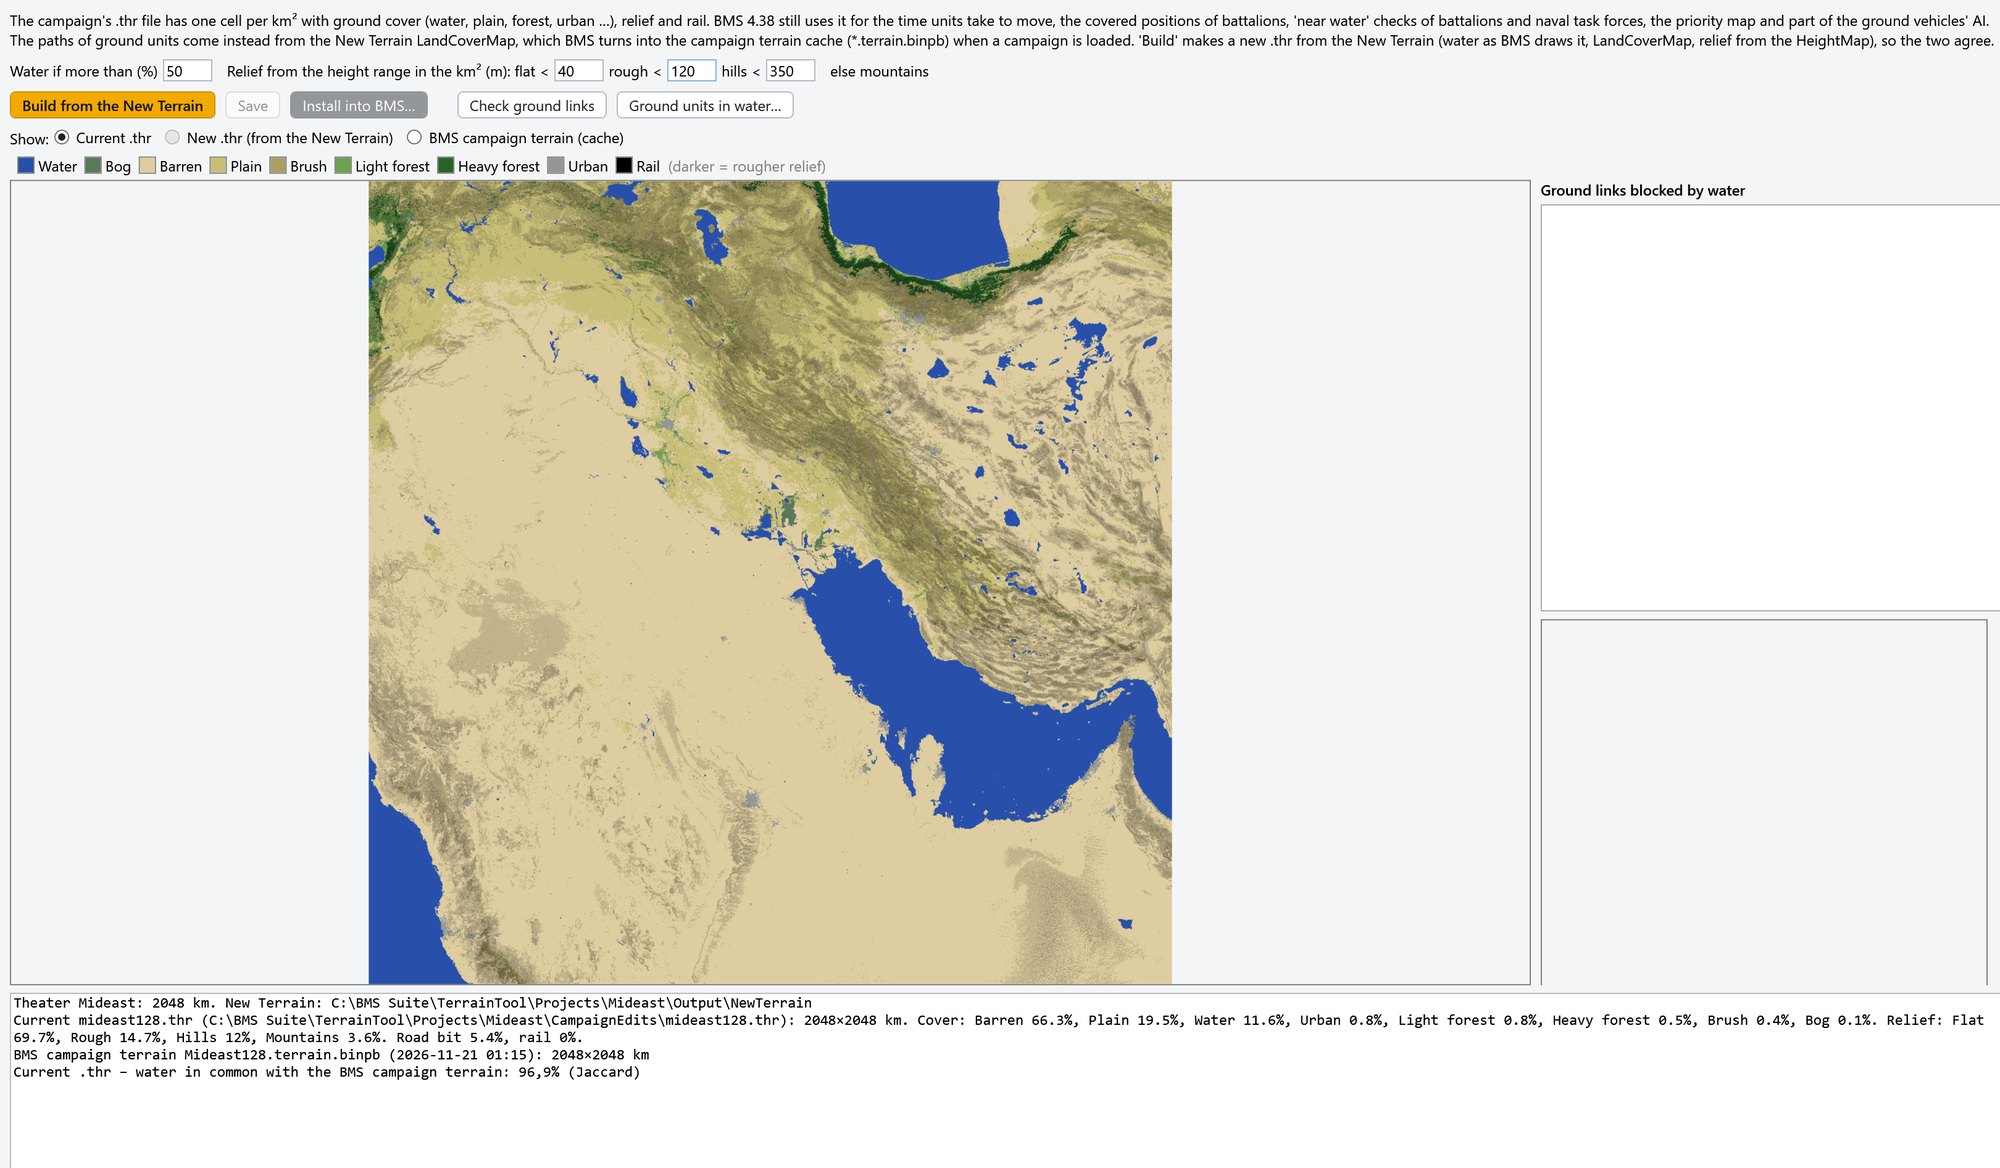 The campaign's .thr file has one cell per km² with ground cover (water, plain, forest, urban ...), relief and rail. BMS 4.38 still uses it for the time units take to move, the covered positions of battalions, 'near water' checks of battalions and naval task forces, the priority map and part of the ground vehicles' AI.
The paths of ground units come instead from the New Terrain LandCoverMap, which BMS turns into the campaign terrain cache (*.terrain.binpb) when a campaign is loaded. 'Build' makes a new .thr from the New Terrain (water as BMS draws it, LandCoverMap, relief from the HeightMap), so the two agree.
Water if more than (%) 50 Relief from the height range in the km² (m): flat < 40 rough < 120 hills < 350 else mountains
Build from the New Terrain Save Install into BMS... Check ground links Ground units in water...
Show: Current .thr New .thr (from the New Terrain) BMS campaign terrain (cache)
Water Bog Barren Plain Brush Light forest Heavy forest Urban Rail (darker = rougher relief)
Ground links blocked by water
Theater Mideast: 2048 km. New Terrain: C:\BMS Suite\TerrainTool\Projects\Mideast\Output\NewTerrain
Current mideast128.thr (C:\BMS Suite\TerrainTool\Projects\Mideast\CampaignEdits\mideast128.thr): 2048×2048 km. Cover: Barren 66.3%, Plain 19.5%, Water 11.6%, Urban 0.8%, Light forest 0.8%, Heavy forest 0.5%, Brush 0.4%, Bog 0.1%. Relief: Flat
69.7%, Rough 14.7%, Hills 12%, Mountains 3.6%. Road bit 5.4%, rail 0%.
BMS campaign terrain Mideast128.terrain.binpb (2026-11-21 01:15): 2048×2048 km
Current .thr – water in common with the BMS campaign terrain: 96,9% (Jaccard)